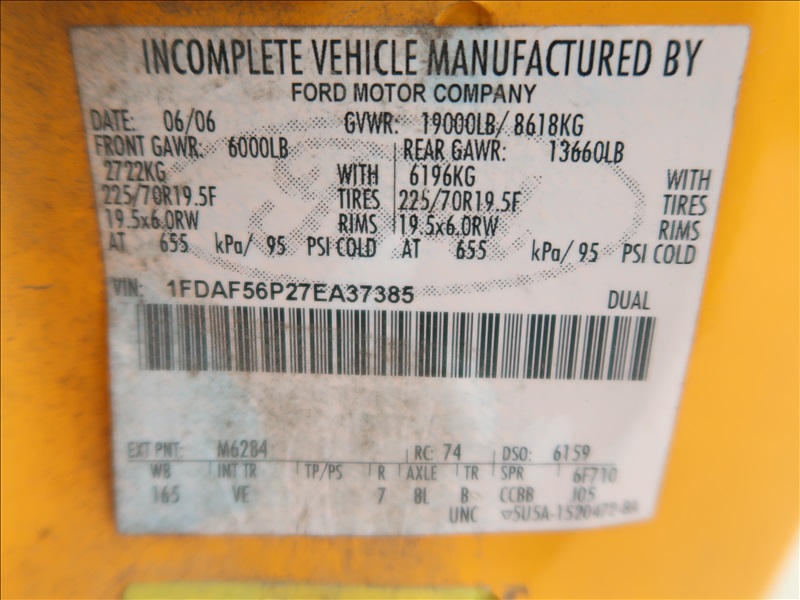 INCOMPLETE VEHICLE MANUFACTURED BY
FORD MOTOR COMPANY
DATE: 06/06 GVWR: 19000LB/ 8618KG
FRONT GAWR: 6000LB REAR GAWR: 13660LB
2722KG WITH 6196KG WITH
225/70R19.5F TIRES 225/70R19.5F TIRES
19.5x6.0RW RIMS 19.5x6.0RW RIMS
AT 655 kPa/ 95 PSI COLD AT 655 kPa/ 95 PSI COLD
VIN: 1FDAF56P27EA37385 DUAL
EXT PNT: M6284 RC: 74 DSO: 6159
WB INT TR TP/PS R AXLE TR SPR 6F710
165 VE 7 8L B CCBB J05
UNC